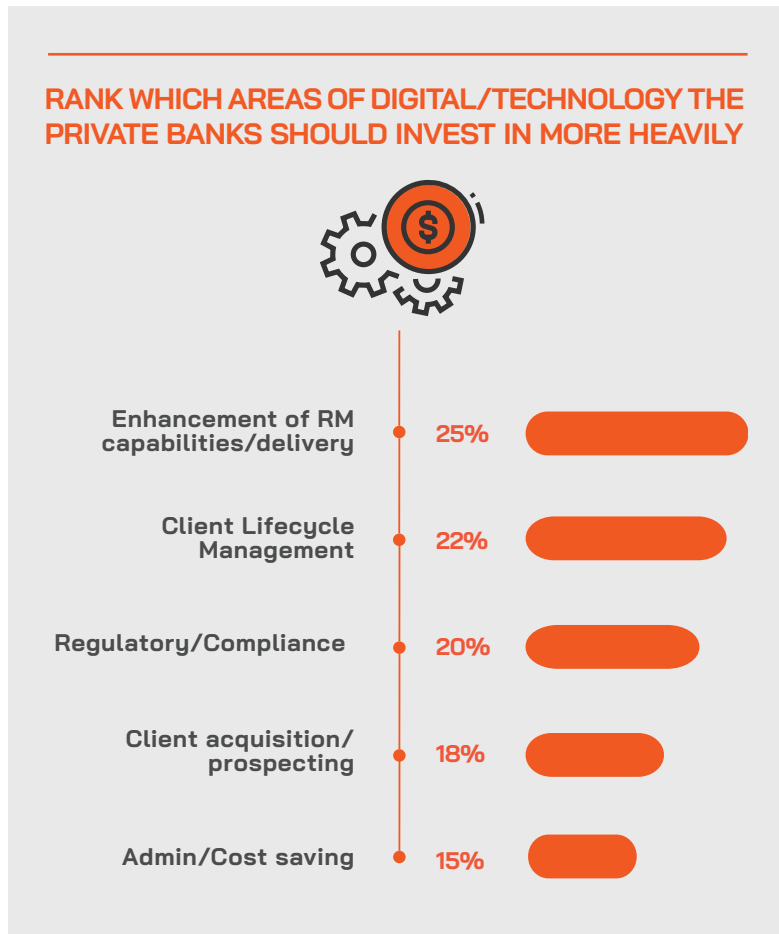 RANK WHICH AREAS OF DIGITAL/TECHNOLOGY THE
PRIVATE BANKS SHOULD INVEST IN MORE HEAVILY
$
Enhancement of RM
capabilities/delivery
25%
Client Lifecycle
Management
22%
Regulatory/Compliance
20%
Client acquisition/
prospecting
18%
Admin/Cost saving
15%